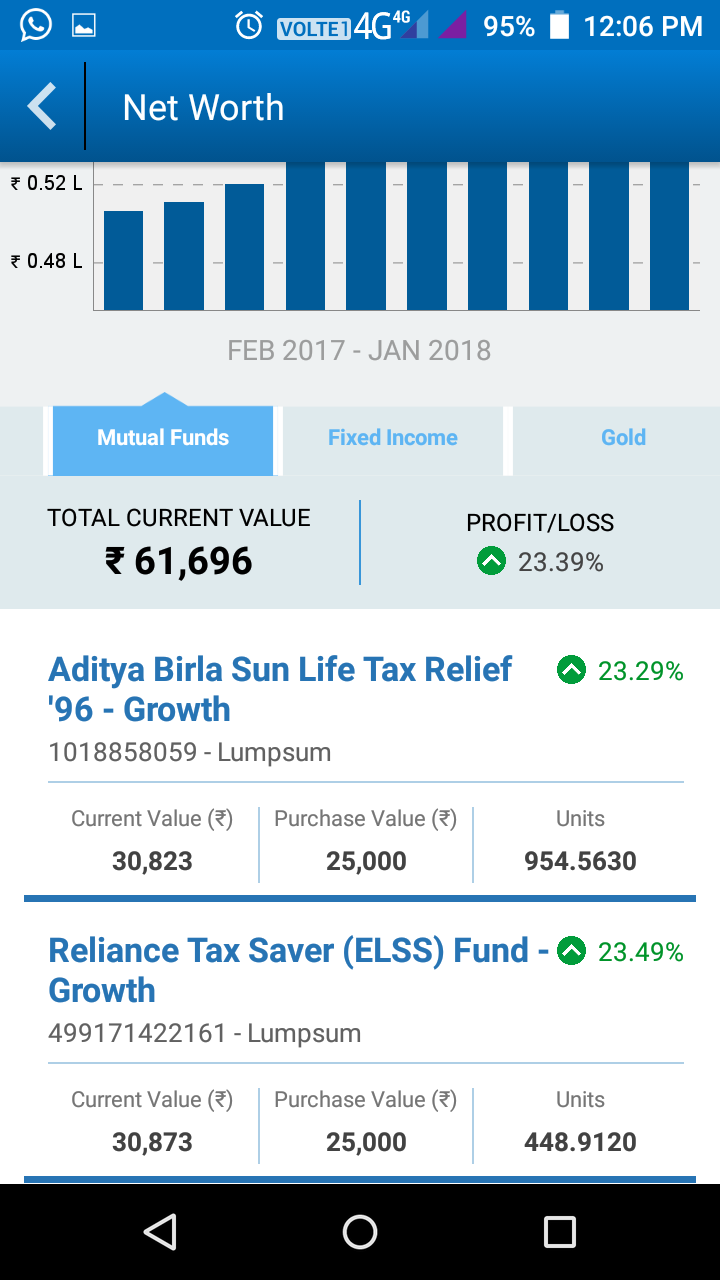 VOLTE1 4G 4G 95% 12:06 PM
Net Worth
₹ 0.52 L
₹ 0.48 L
FEB 2017 - JAN 2018
Mutual Funds Fixed Income Gold
TOTAL CURRENT VALUE PROFIT/LOSS
₹ 61,696 23.39%
Aditya Birla Sun Life Tax Relief 23.29%
'96 - Growth
1018858059 - Lumpsum
Current Value (₹) Purchase Value (₹) Units
30,823 25,000 954.5630
Reliance Tax Saver (ELSS) Fund - 23.49%
Growth
499171422161 - Lumpsum
Current Value (₹) Purchase Value (₹) Units
30,873 25,000 448.9120